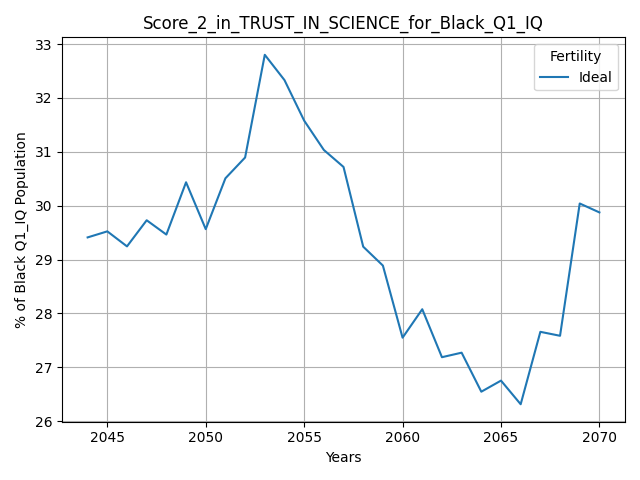 Score_2_in_TRUST_IN_SCIENCE_for_Black_Q1_IQ
Fertility
Ideal
% of Black Q1_IQ Population
33
32
31
30
29
28
27
26
2045
2050
2055
2060
2065
2070
Years